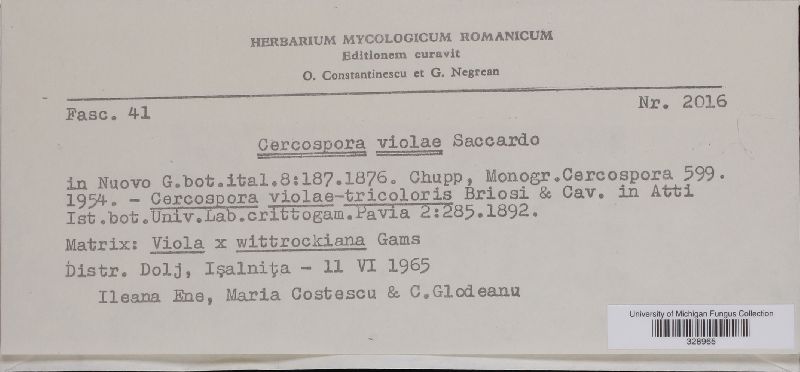 HERBARIUM MYCOLOGICUM ROMANICUM
Editionem curavit
O. Constantinescu et G. Negrean
Fasc. 41
Nr. 2016
Cercospora violae Saccardo
in Nuovo G.bot.ital.8:187.1876. Chupp, Monogr.Cercospora 599.
1954. - Cercospora violae-tricoloris Briosi & Cav. in Atti
Ist.bot.Univ.Lab.crittogam.Pavia 2:285.1892.
Matrix: Viola x wittrockiana Gams
Distr. Dolj, Işalniţa - 11 VI 1965
Ileana Ene, Maria Costescu & C.Glodeanu
University of Michigan Fungus Collection
328965